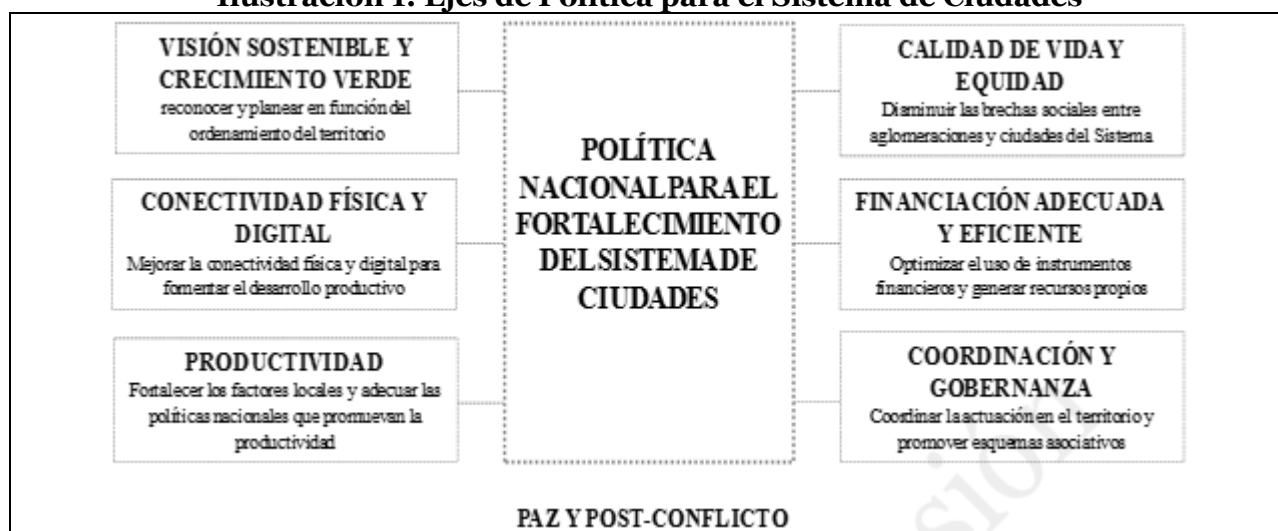 Ilustración 1. Ejes de Política para el Sistema de Ciudades
VISIÓN SOSTENIBLE Y
CRECIMIENTO VERDE
reconocer y planear en función del
ordenamiento del territorio
CONECTIVIDAD FÍSICA Y
DIGITAL
Mejorar la conectividad física y digital para
fomentar el desarrollo productivo
PRODUCTIVIDAD
Fortalecer los factores locales y adecuar las
políticas nacionales que promuevan la
productividad
POLÍTICA
NACIONAL PARA EL
FORTALECIMIENTO
DEL SISTEMA DE
CIUDADES
CALIDAD DE VIDA Y
EQUIDAD
Disminuir las brechas sociales entre
aglomeraciones y ciudades del Sistema
FINANCIACIÓN ADECUADA
Y EFICIENTE
Optimizar el uso de instrumentos
financieros y generar recursos propios
COORDINACIÓN Y
GOBERNANZA
Coordinar la actuación en el territorio y
promover esquemas asociativos
PAZ Y POST-CONFLICTO